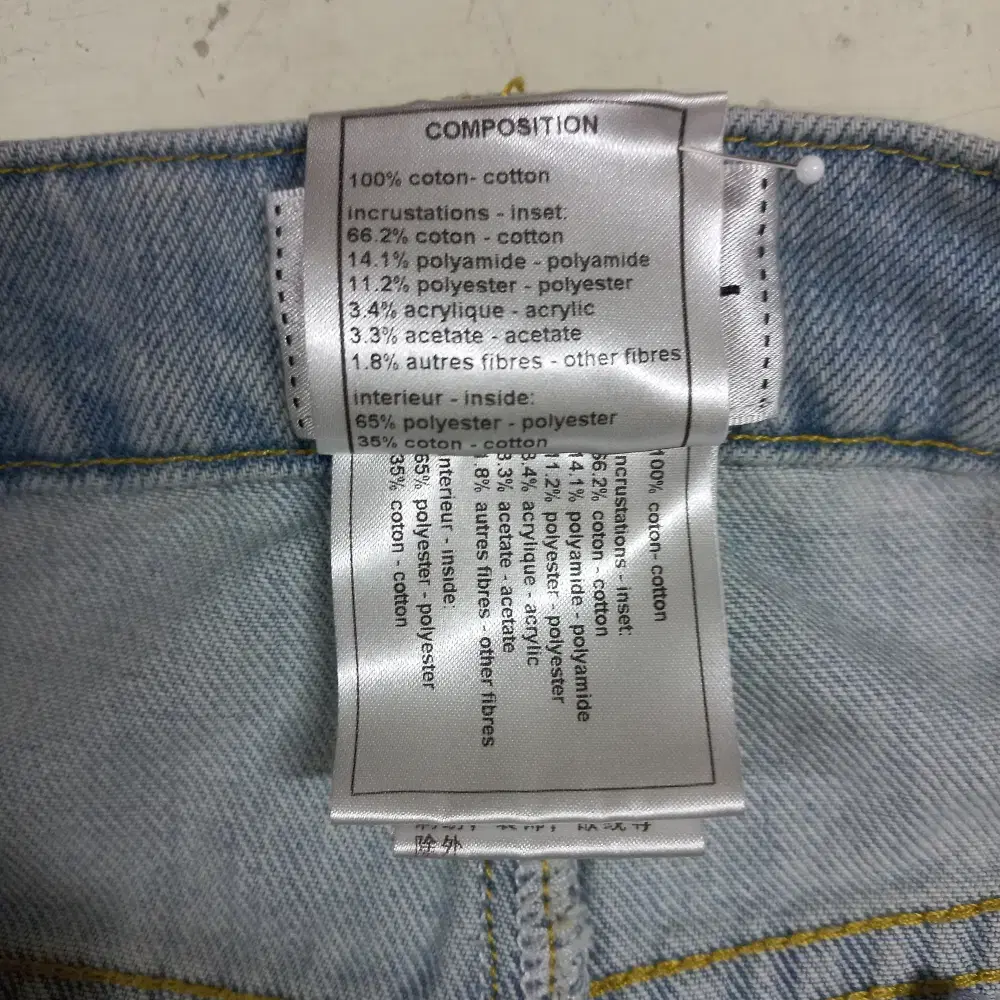 COMPOSITION
100% coton- cotton
incrustations - inset:
66.2% coton - cotton
14.1% polyamide - polyamide
11.2% polyester - polyester
3.4% acrylique - acrylic
3.3% acetate - acetate
1.8% autres fibres - other fibres
interieur - inside:
65% polyester - polyester
35% coton - cotton
100% coton- cotton
ncrustations - inset:
66.2% coton - cotton
14.1% polyamide - polyamide
11.2% polyester - polyester
3.4% acrylique - acrylic
3.3% acetate - acetate
.8% autres fibres - other fibres
nterieur - inside:
65% polyester - polyester
35% coton - cotton
除外